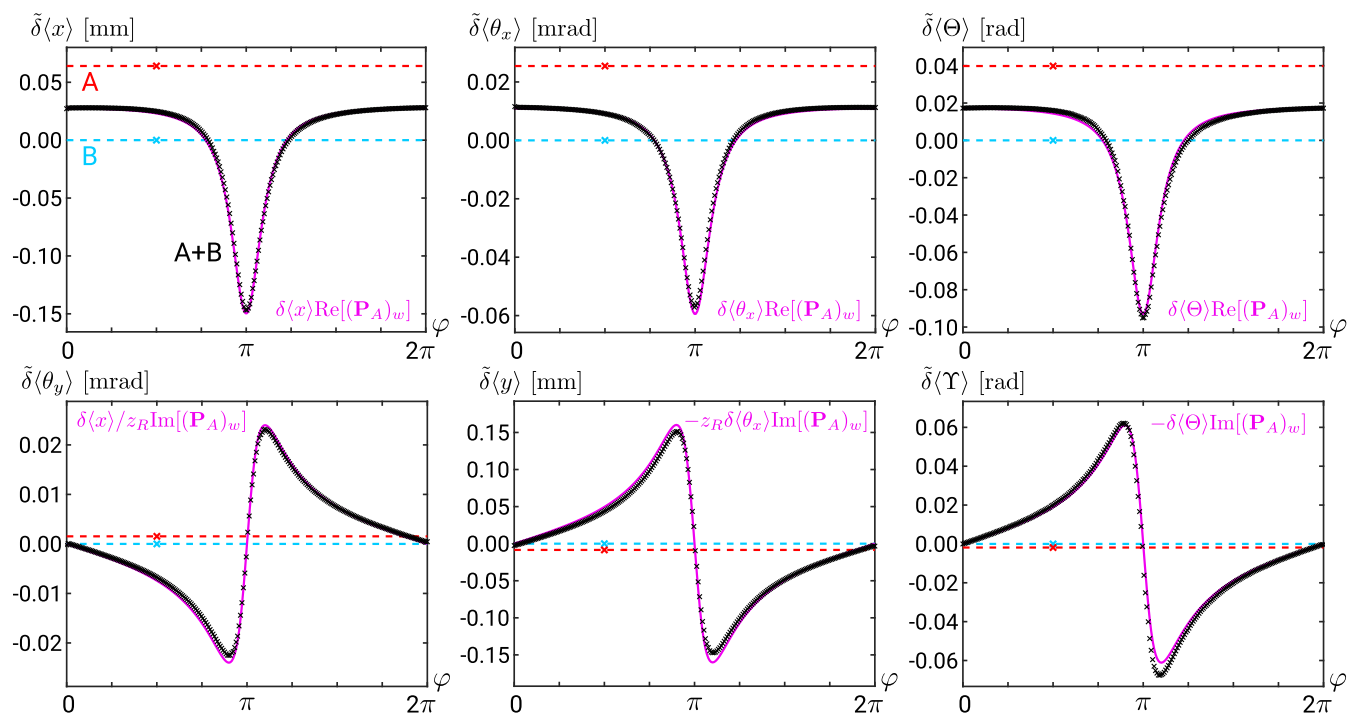 δ̃⟨x⟩ [mm]
0.05
0.00
-0.05
-0.10
-0.15
A
B
A+B
δ⟨x⟩Re[(P_A)_w]
0 π 2π φ
δ̃⟨θ_x⟩ [mrad]
0.02
0.00
-0.02
-0.04
-0.06
δ⟨θ_x⟩Re[(P_A)_w]
0 π 2π φ
δ̃⟨Θ⟩ [rad]
0.04
0.02
0.00
-0.02
-0.04
-0.06
-0.08
-0.10
δ⟨Θ⟩Re[(P_A)_w]
0 π 2π φ
δ̃⟨θ_y⟩ [mrad]
δ⟨x⟩/z_R Im[(P_A)_w]
0.02
0.01
0.00
-0.01
-0.02
0 π 2π φ
δ̃⟨y⟩ [mm]
-z_R δ⟨θ_x⟩Im[(P_A)_w]
0.15
0.10
0.05
0.00
-0.05
-0.10
-0.15
0 π 2π φ
δ̃⟨Υ⟩ [rad]
-δ⟨Θ⟩Im[(P_A)_w]
0.06
0.04
0.02
0.00
-0.02
-0.04
-0.06
0 π 2π φ